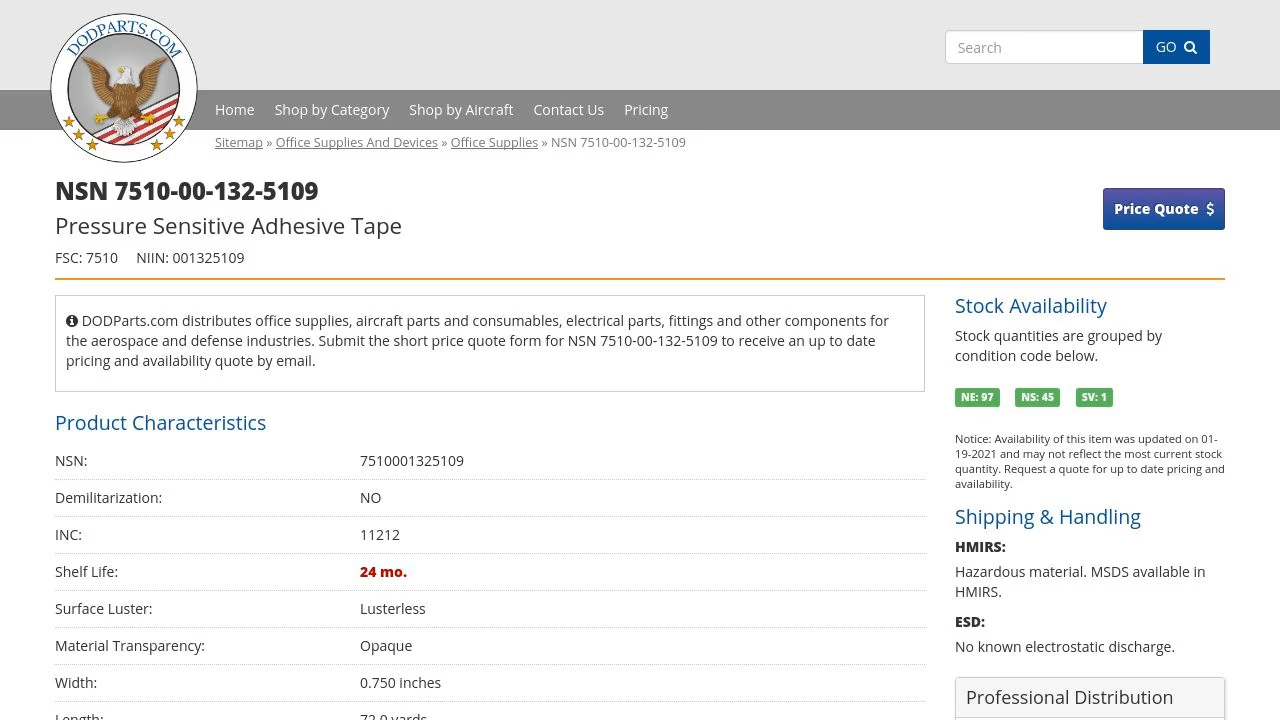 DODPARTS.COM
Search
GO
Home Shop by Category Shop by Aircraft Contact Us Pricing
Sitemap » Office Supplies And Devices » Office Supplies » NSN 7510-00-132-5109
NSN 7510-00-132-5109
Pressure Sensitive Adhesive Tape
FSC: 7510 NIIN: 001325109
Price Quote $
DODParts.com distributes office supplies, aircraft parts and consumables, electrical parts, fittings and other components for
the aerospace and defense industries. Submit the short price quote form for NSN 7510-00-132-5109 to receive an up to date
pricing and availability quote by email.
Product Characteristics
NSN: 7510001325109
Demilitarization: NO
INC: 11212
Shelf Life: 24 mo.
Surface Luster: Lusterless
Material Transparency: Opaque
Width: 0.750 inches
Length: 72.0 yards
Stock Availability
Stock quantities are grouped by
condition code below.
NE: 97 NS: 45 SV: 1
Notice: Availability of this item was updated on 01-
19-2021 and may not reflect the most current stock
quantity. Request a quote for up to date pricing and
availability.
Shipping & Handling
HMIRS:
Hazardous material. MSDS available in
HMIRS.
ESD:
No known electrostatic discharge.
Professional Distribution